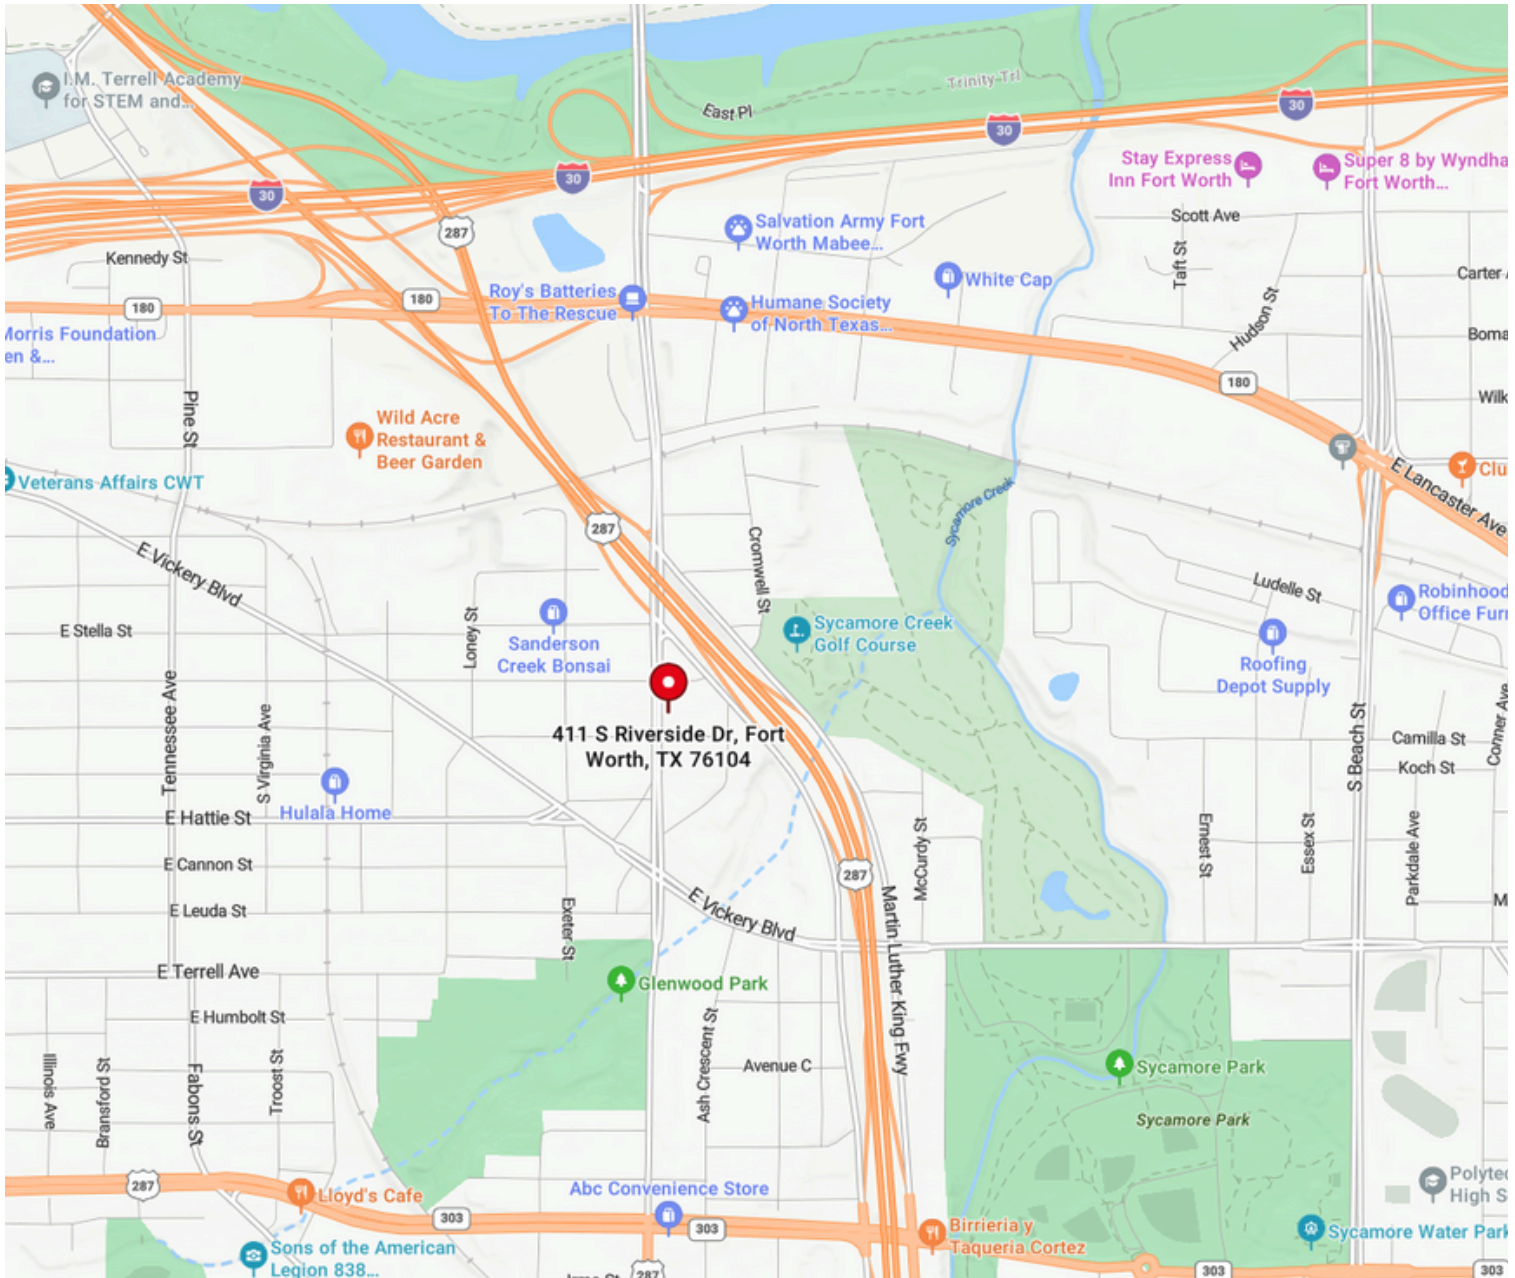 I.M. Terrell Academy
for STEM and...
East Pl
Trinity Trl
30
30
30
30
Stay Express
Inn Fort Worth
Super 8 by Wyndha
Fort Worth...
287
Scott Ave
Salvation Army Fort
Worth Mabee...
Kennedy St
Taft St
Carter
White Cap
180
180
Roy's Batteries
To The Rescue
Humane Society
of North Texas...
Hudson St
Morris Foundation
en &...
Boma
180
Wilk
Pine St
Wild Acre
Restaurant &
Beer Garden
E Lancaster Ave
Clu
Veterans Affairs CWT
Sycamore Creek
287
E Vickery Blvd
Cromwell St
Ludelle St
Robinhood
Office Furn
E Stella St
Loney St
Sanderson
Creek Bonsai
Sycamore Creek
Golf Course
Roofing
Depot Supply
411 S Riverside Dr, Fort
Worth, TX 76104
Tennessee Ave
S Virginia Ave
S Beach St
Conner Ave
Camilla St
Koch St
Hulala Home
E Hattie St
McCurdy St
Ernest St
Essex St
Parkdale Ave
E Cannon St
287
E Leuda St
Exeter St
E Vickery Blvd
Martin Luther King Fwy
M
E Terrell Ave
Glenwood Park
E Humbolt St
Illinois Ave
Bransford St
Fabons St
Troost St
Ash Crescent St
Avenue C
Sycamore Park
Sycamore Park
287
Lloyd's Cafe
303
Abc Convenience Store
303
Polytec
High S
Birrieria y
Taqueria Cortez
Sycamore Water Park
Sons of the American
Legion 838...
287
303
303